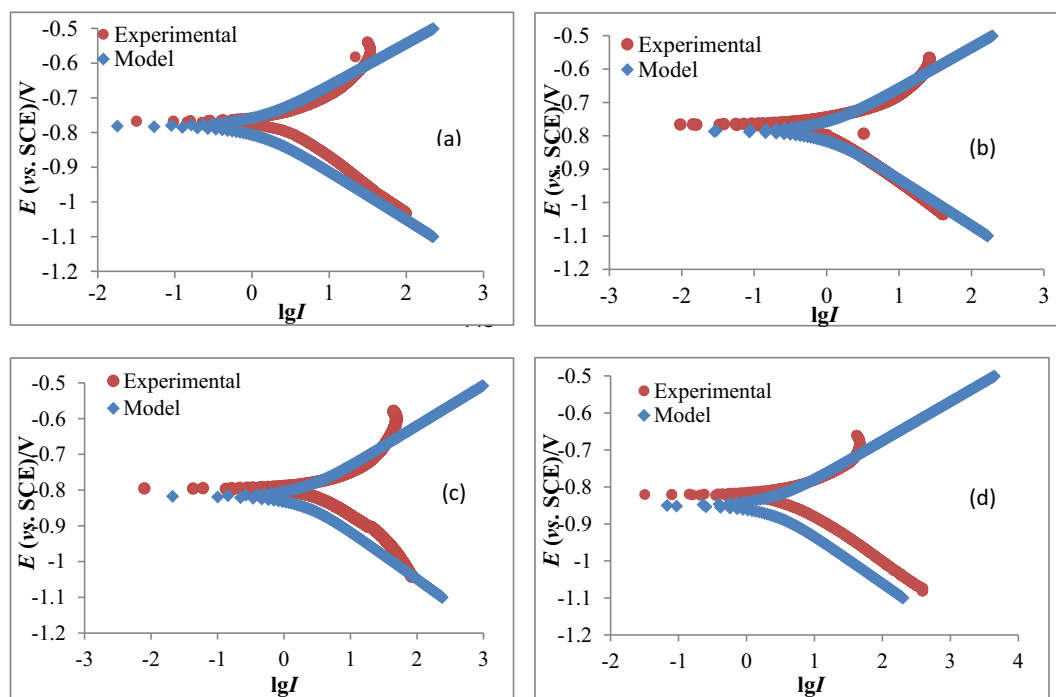 -0.5
Experimental
Model
-0.6
-0.7
-0.8
-0.9
-1
-1.1
-1.2
E (vs. SCE)/V
(a)
-2 -1 0 1 2 3
lgI
-0.5
Experimental
Model
-0.6
-0.7
-0.8
-0.9
-1
-1.1
-1.2
E (vs. SCE)/V
(b)
-3 -2 -1 0 1 2 3
lgI
-0.5
Experimental
Model
-0.6
-0.7
-0.8
-0.9
-1
-1.1
-1.2
E (vs. SCE)/V
(c)
-3 -2 -1 0 1 2 3
lgI
-0.5
Experimental
Model
-0.6
-0.7
-0.8
-0.9
-1
-1.1
-1.2
E (vs. SCE)/V
(d)
-2 -1 0 1 2 3 4
lgI